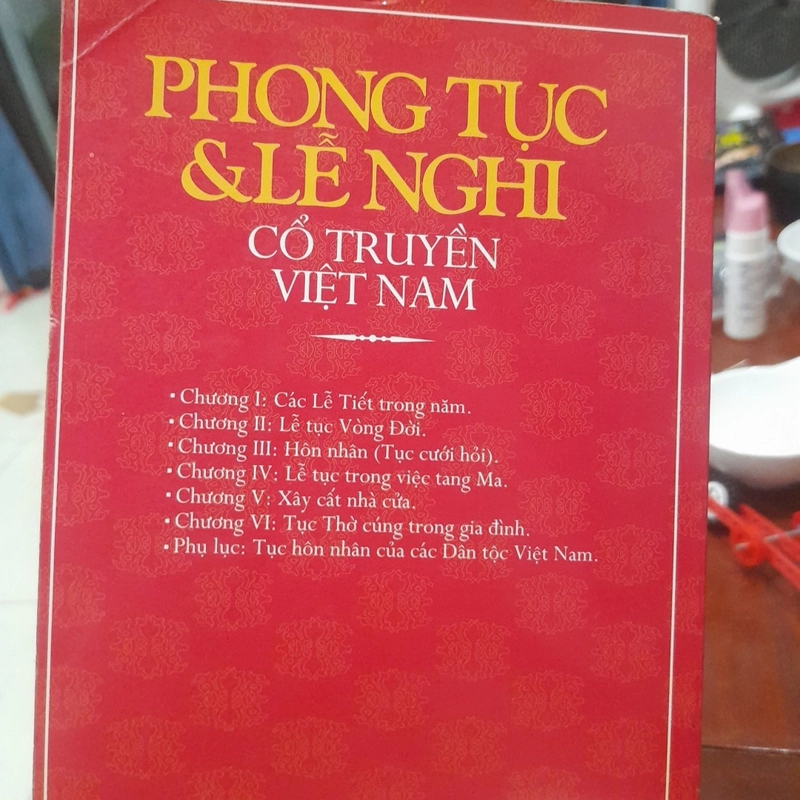 PHONG TỤC
& LỄ NGHI
CỔ TRUYỀN
VIỆT NAM
▪ Chương I: Các Lễ Tiết trong năm.
▪ Chương II: Lễ tục Vòng Đời.
▪ Chương III: Hôn nhân (Tục cưới hỏi).
▪ Chương IV: Lễ tục trong việc tang Ma.
▪ Chương V: Xây cất nhà cửa.
▪ Chương VI: Tục Thờ cúng trong gia đình.
▪ Phụ lục: Tục hôn nhân của các Dân tộc Việt Nam.